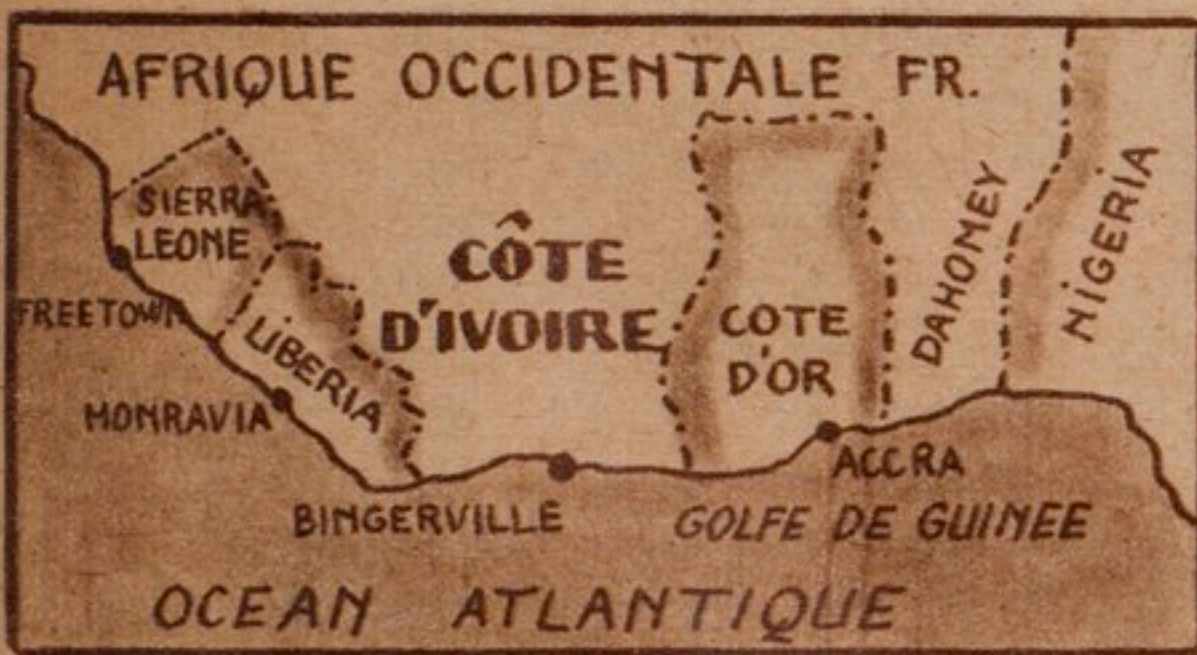 AFRIQUE OCCIDENTALE FR.
SIERRA
LEONE
FREETOWN
LIBERIA
MONRAVIA
CÔTE
D'IVOIRE
BINGERVILLE
COTE
D'OR
ACCRA
DAHOMEY
NIGERIA
GOLFE DE GUINEE
OCEAN ATLANTIQUE